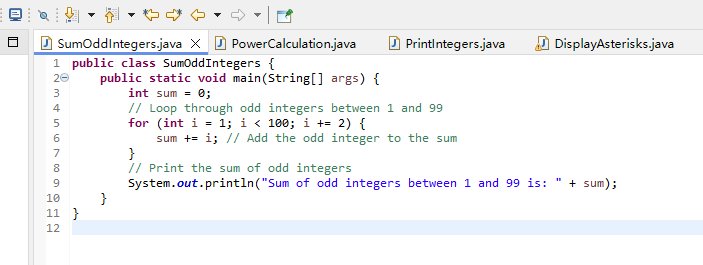 SumOddIntegers.java
PowerCalculation.java
PrintIntegers.java
DisplayAsterisks.java
1 public class SumOddIntegers {
2     public static void main(String[] args) {
3         int sum = 0;
4         // Loop through odd integers between 1 and 99
5         for (int i = 1; i < 100; i += 2) {
6             sum += i; // Add the odd integer to the sum
7         }
8         // Print the sum of odd integers
9         System.out.println("Sum of odd integers between 1 and 99 is: " + sum);
10     }
11 }
12